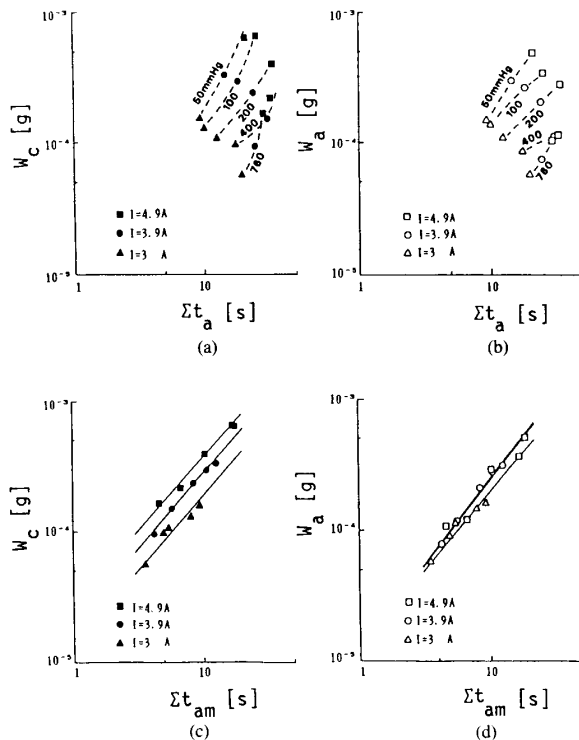 10⁻³
10⁻⁴
10⁻⁵
W_c [g]
50mmHg
100
200
400
760
■ I=4.9A
● I=3.9A
▲ I=3 A
1
10
Σt_a [s]
(a)
10⁻³
10⁻⁴
10⁻⁵
W_a [g]
50mmHg
100
200
400
760
□ I=4.9A
○ I=3.9A
△ I=3 A
1
10
Σt_a [s]
(b)
10⁻³
10⁻⁴
10⁻⁵
W_c [g]
■ I=4.9A
● I=3.9A
▲ I=3 A
1
10
Σt_am [s]
(c)
10⁻³
10⁻⁴
10⁻⁵
W_a [g]
□ I=4.9A
○ I=3.9A
△ I=3 A
1
10
Σt_am [s]
(d)